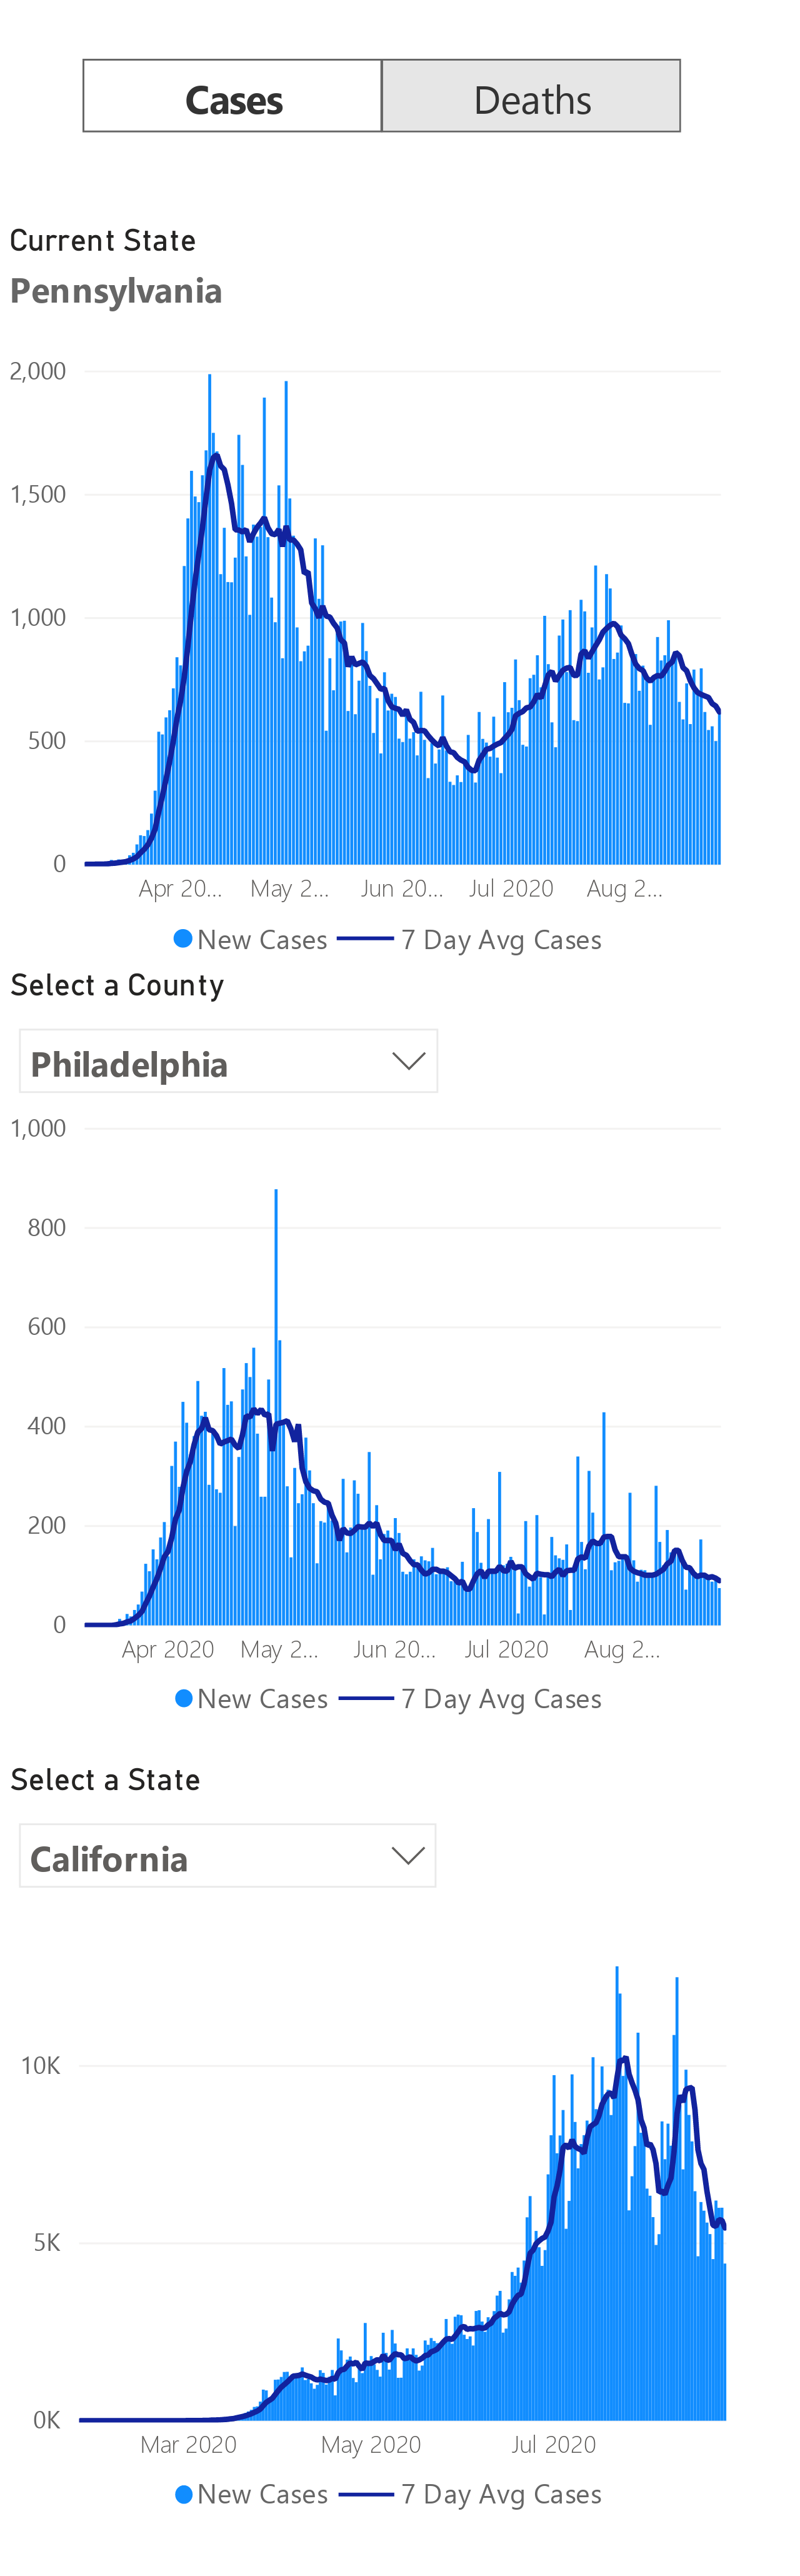 Cases Deaths
Current State
Pennsylvania
2,000
1,500
1,000
500
0
Apr 20... May 2... Jun 20... Jul 2020 Aug 2...
New Cases 7 Day Avg Cases
Select a County
Philadelphia
1,000
800
600
400
200
0
Apr 2020 May 2... Jun 20... Jul 2020 Aug 2...
New Cases 7 Day Avg Cases
Select a State
California
10K
5K
0K
Mar 2020 May 2020 Jul 2020
New Cases 7 Day Avg Cases